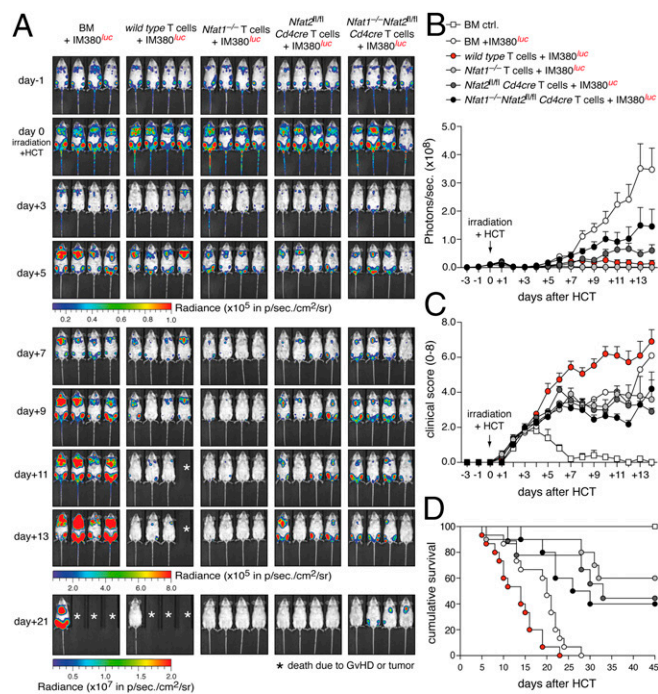 A
BM
+ IM380luc
wild type T cells
+ IM380luc
Nfat1–/– T cells
+ IM380luc
Nfat2fl/fl
Cd4cre T cells
+ IM380luc
Nfat1–/–Nfat2fl/fl
Cd4cre T cells
+ IM380luc
day-1
day 0
irradiation
+HCT
day+3
day+5
0.2 0.4 0.6 0.8 1.0
Radiance (x10⁵ in p/sec./cm²/sr)
day+7
day+9
day+11
*
day+13
*
2.0 4.0 6.0 8.0
Radiance (x10⁵ in p/sec./cm²/sr)
day+21
* * * * * *
* death due to GvHD or tumor
0.5 1.0 1.5 2.0
Radiance (x10⁷ in p/sec./cm²/sr)
BM ctrl.
BM +IM380luc
wild type T cells + IM380luc
Nfat1–/– T cells + IM380luc
Nfat2fl/fl Cd4cre T cells + IM380uc
Nfat1–/–Nfat2fl/fl Cd4cre T cells + IM380luc
B
Photons/sec. (x10⁸)
5.0
4.0
3.0
2.0
1.0
0.0
irradiation
+ HCT
-3 -1 0 +1 +3 +5 +7 +9 +11 +13
days after HCT
C
clinical score (0-8)
8.0
6.0
4.0
2.0
0.0
irradiation
+ HCT
-3 -1 0 +1 +3 +5 +7 +9 +11 +13
days after HCT
D
cumulative survival
100
80
60
40
20
0
0 5 10 15 20 25 30 35 40 45
days after HCT